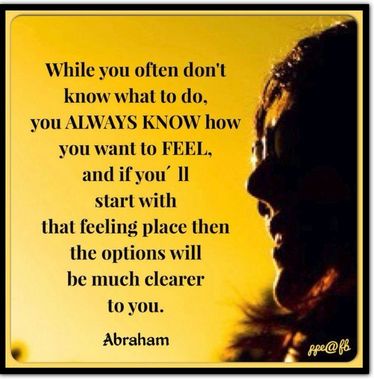 While you often don't
know what to do,
you ALWAYS KNOW how
you want to FEEL,
and if you´ ll
start with
that feeling place then
the options will
be much clearer
to you.
Abraham
ppe@fb